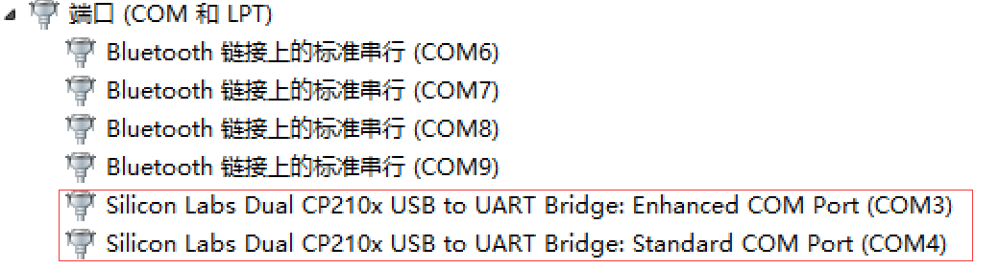 端口 (COM 和 LPT)
Bluetooth 链接上的标准串行 (COM6)
Bluetooth 链接上的标准串行 (COM7)
Bluetooth 链接上的标准串行 (COM8)
Bluetooth 链接上的标准串行 (COM9)
Silicon Labs Dual CP210x USB to UART Bridge: Enhanced COM Port (COM3)
Silicon Labs Dual CP210x USB to UART Bridge: Standard COM Port (COM4)